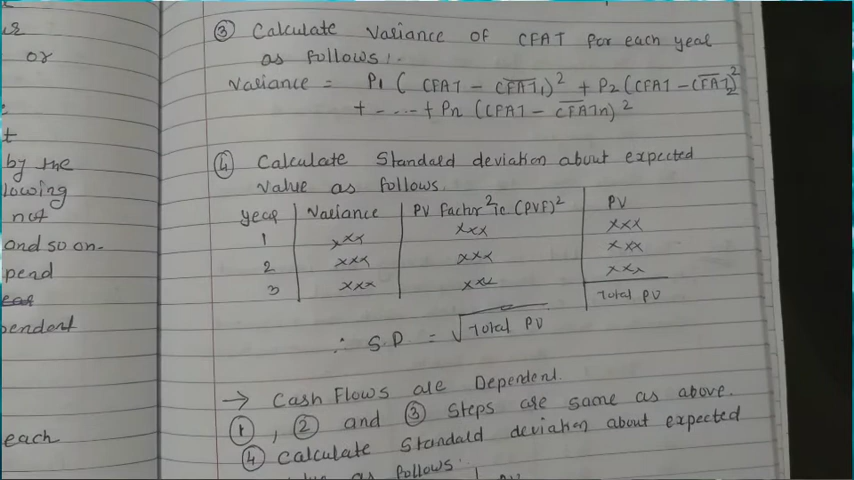 or
t
by the
lowing
not
and so on-
pend
pendent
each
③ Calculate Variance of CFAT for each year
as follows:
Variance = P1 ( CFAT - C̅F̅A̅T̅1)² + P2 (CFAT - C̅F̅A̅T̅2)²
+ ----+ Pn (CFAT - C̅F̅A̅T̅n)²
④ Calculate Standard deviation about expected
Value as follows.
year | Variance | PV Factor² ie (PVF)² | PV
1 | xxx | xxx | xxx
2 | xxx | xxx | xxx
3 | xxx | xxx | xxx
Total PV
∴ S.D = √Total PV
→ Cash Flows are Dependent.
①, ② and ③ Steps are same as above.
④ Calculate Standard deviation about expected
as follows.